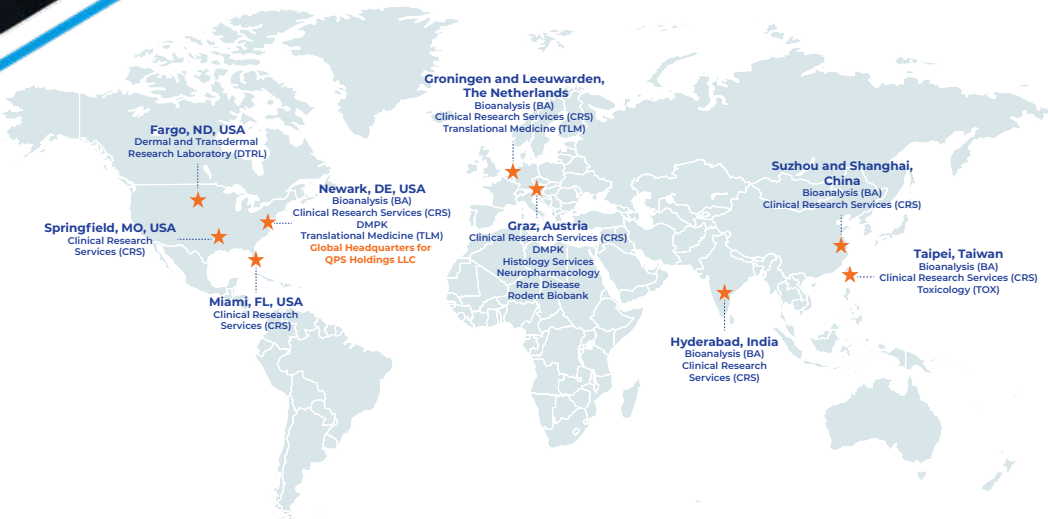 Groningen and Leeuwarden,
The Netherlands
Bioanalysis (BA)
Clinical Research Services (CRS)
Translational Medicine (TLM)
Fargo, ND, USA
Dermal and Transdermal
Research Laboratory (DTRL)
Suzhou and Shanghai,
China
Bioanalysis (BA)
Clinical Research Services (CRS)
Newark, DE, USA
Bioanalysis (BA)
Clinical Research Services (CRS)
DMPK
Translational Medicine (TLM)
Global Headquarters for
QPS Holdings LLC
Springfield, MO, USA
Clinical Research
Services (CRS)
Graz, Austria
Clinical Research Services (CRS)
DMPK
Histology Services
Neuropharmacology
Rare Disease
Rodent Biobank
Taipei, Taiwan
Bioanalysis (BA)
Clinical Research Services (CRS)
Toxicology (TOX)
Miami, FL, USA
Clinical Research
Services (CRS)
Hyderabad, India
Bioanalysis (BA)
Clinical Research
Services (CRS)